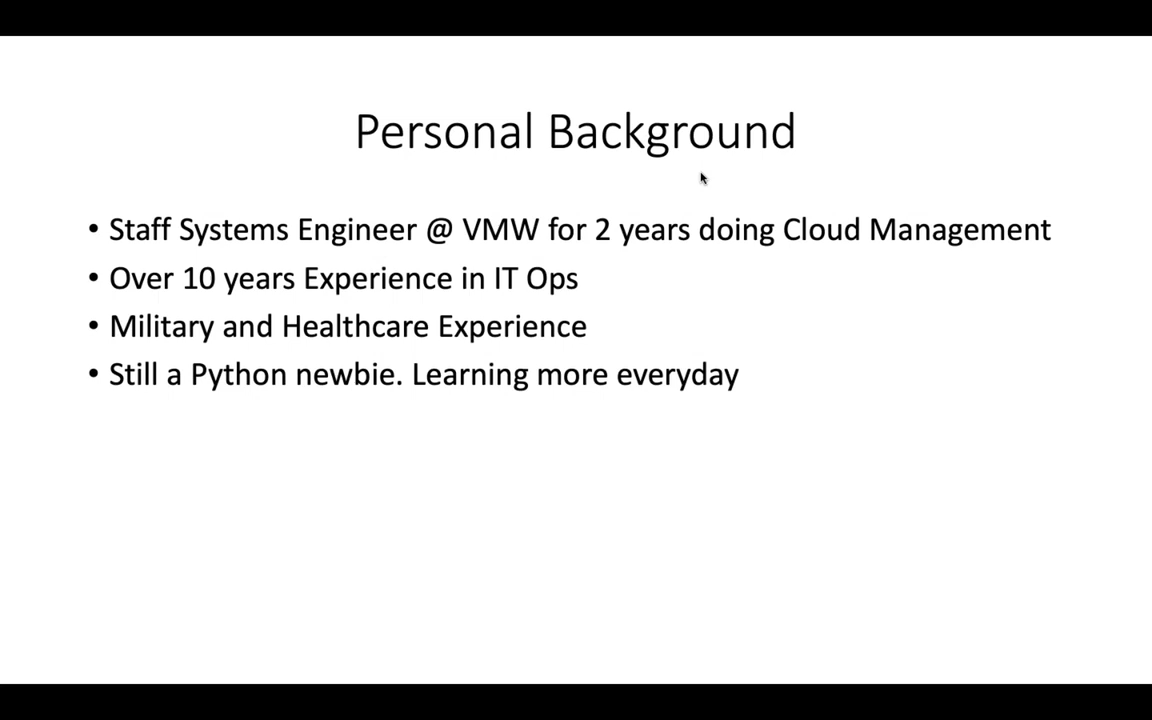 Personal Background
• Staff Systems Engineer @ VMW for 2 years doing Cloud Management
• Over 10 years Experience in IT Ops
• Military and Healthcare Experience
• Still a Python newbie. Learning more everyday